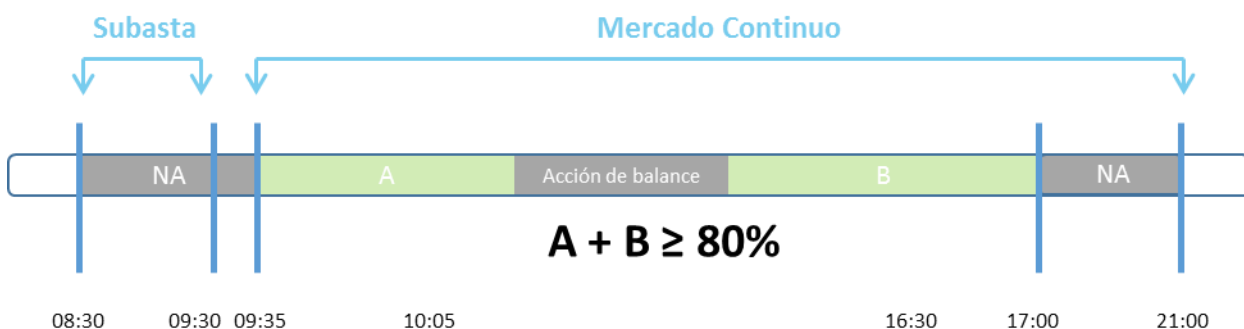 Subasta
Mercado Continuo
NA
A
Acción de balance
B
NA
A + B ≥ 80%
08:30 09:30 09:35 10:05 16:30 17:00 21:00